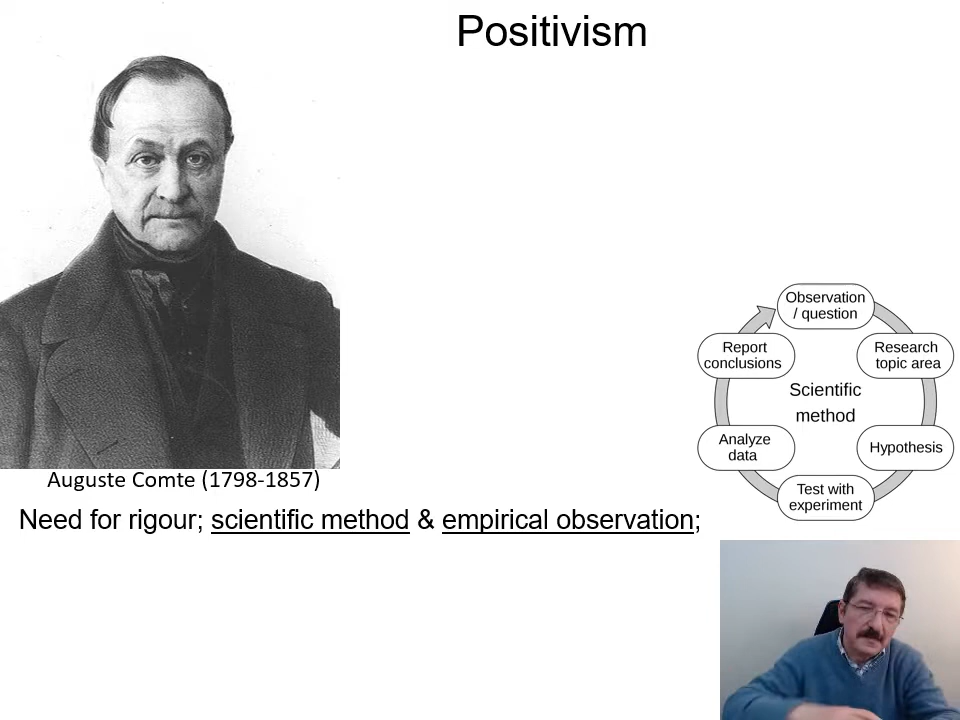 Positivism
Observation
/ question
Report
conclusions
Research
topic area
Scientific
method
Analyze
data
Hypothesis
Test with
experiment
Auguste Comte (1798-1857)
Need for rigour; scientific method & empirical observation;